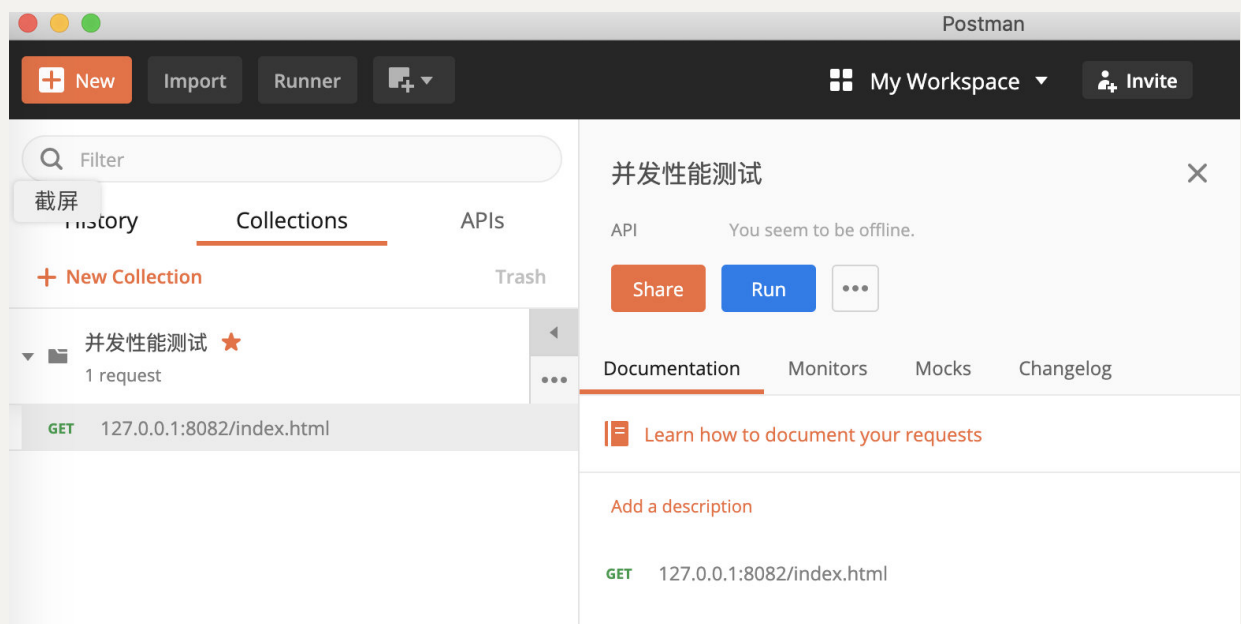 Postman
New Import Runner My Workspace Invite
Filter
截屏
History Collections APIs
New Collection Trash
并发性能测试
1 request
GET 127.0.0.1:8082/index.html
并发性能测试
API You seem to be offline.
Share Run
Documentation Monitors Mocks Changelog
Learn how to document your requests
Add a description
GET 127.0.0.1:8082/index.html